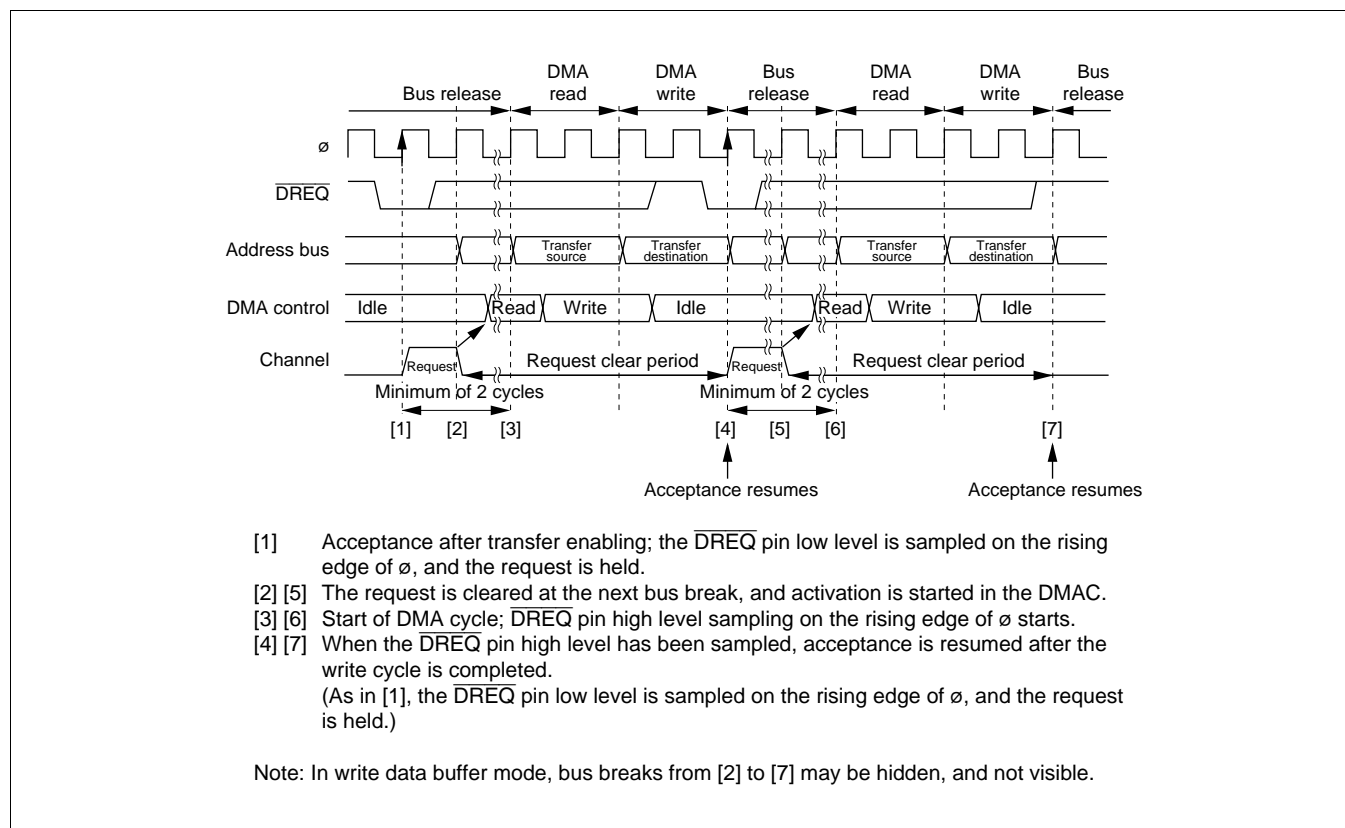 DMA DMA Bus DMA DMA Bus
Bus release read write release read write release
ø
DREQ
Address bus Transfer source Transfer destination Transfer source Transfer destination
DMA control Idle Read Write Idle Read Write Idle
Channel Request Request clear period Request Request clear period
Minimum of 2 cycles Minimum of 2 cycles
[1] [2] [3] [4] [5] [6] [7]
Acceptance resumes Acceptance resumes
[1] Acceptance after transfer enabling; the DREQ pin low level is sampled on the rising
edge of ø, and the request is held.
[2] [5] The request is cleared at the next bus break, and activation is started in the DMAC.
[3] [6] Start of DMA cycle; DREQ pin high level sampling on the rising edge of ø starts.
[4] [7] When the DREQ pin high level has been sampled, acceptance is resumed after the
write cycle is completed.
(As in [1], the DREQ pin low level is sampled on the rising edge of ø, and the request
is held.)
Note: In write data buffer mode, bus breaks from [2] to [7] may be hidden, and not visible.